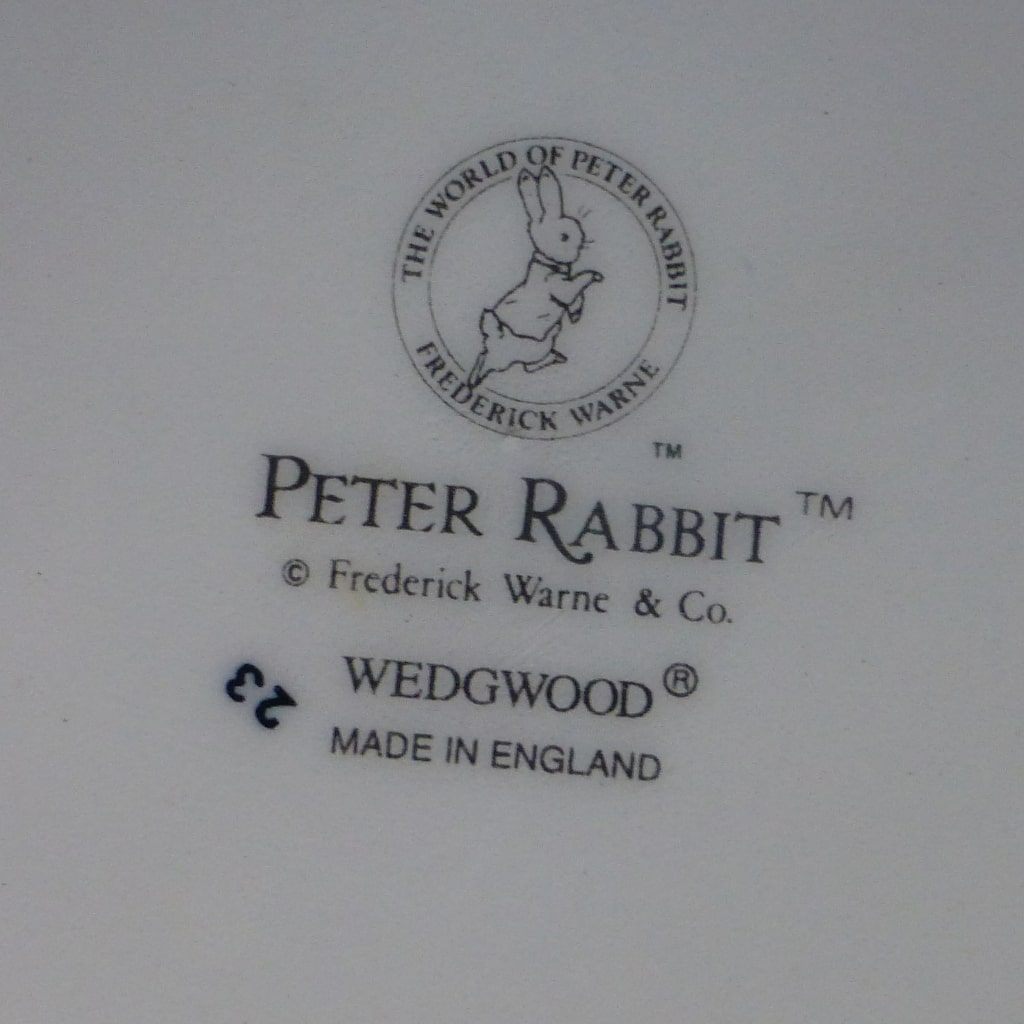 THE WORLD OF PETER RABBIT
FREDERICK WARNE
TM
PETER RABBIT TM
© Frederick Warne & Co.
WEDGWOOD®
MADE IN ENGLAND
23